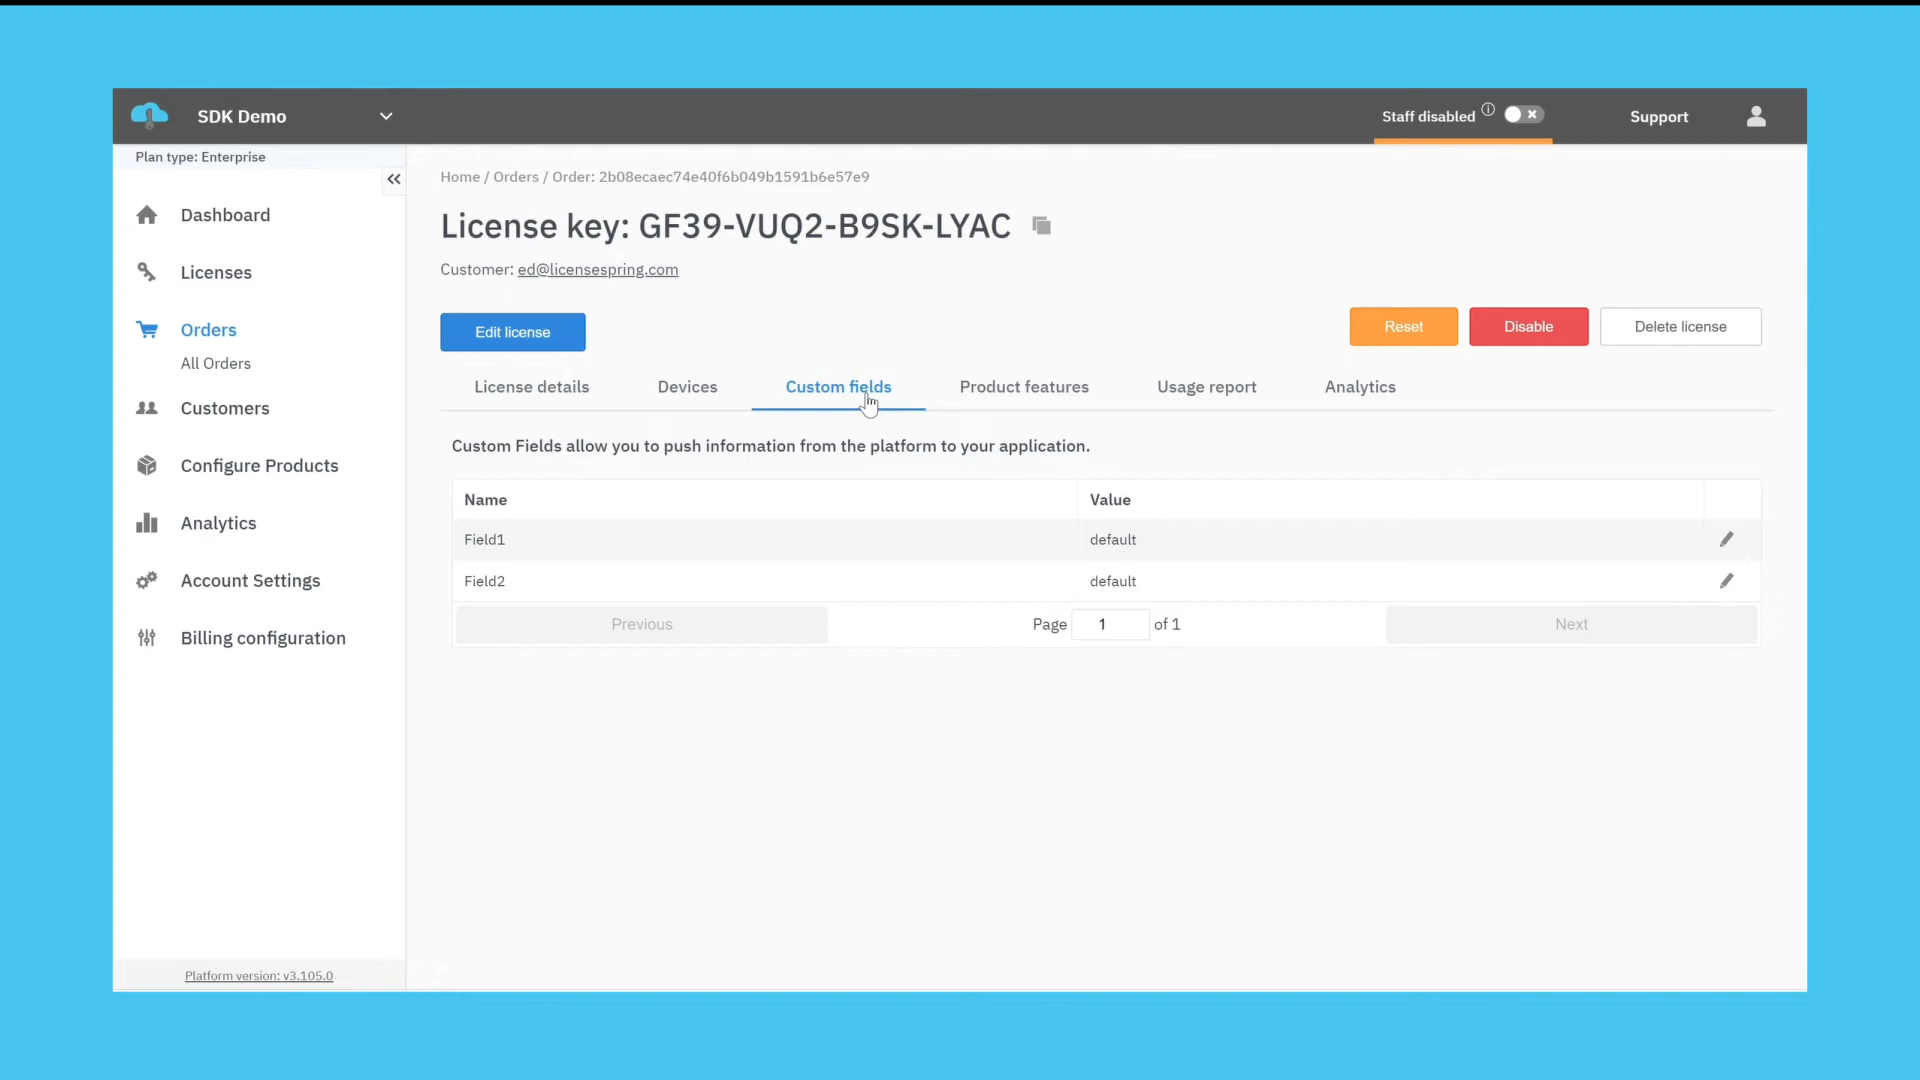 SDK Demo
Staff disabled
Support
Plan type: Enterprise
Dashboard
Licenses
Orders
All Orders
Customers
Configure Products
Analytics
Account Settings
Billing configuration
Platform version: v3.105.0
Home / Orders / Order: 2b08ecaec74e40f6b049b1591b6e57e9
License key: GF39-VUQ2-B9SK-LYAC
Customer: ed@licensespring.com
Edit license
Reset
Disable
Delete license
License details
Devices
Custom fields
Product features
Usage report
Analytics
Custom Fields allow you to push information from the platform to your application.
Name
Value
Field1
default
Field2
default
Previous
Page 1 of 1
Next